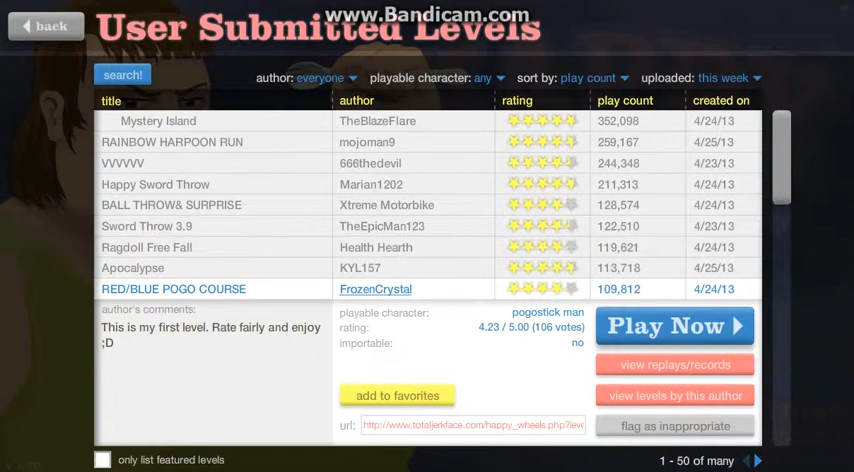 www.Bandicam.com
back
User Submitted Levels
search!
author: everyone playable character: any sort by: play count uploaded: this week
title author rating play count created on
Mystery Island TheBlazeFlare 352,098 4/24/13
RAINBOW HARPOON RUN mojoman9 259,167 4/25/13
VVVVVV 666thedevil 244,348 4/23/13
Happy Sword Throw Marian1202 211,313 4/24/13
BALL THROW& SURPRISE Xtreme Motorbike 128,574 4/24/13
Sword Throw 3.9 TheEpicMan123 122,510 4/23/13
Ragdoll Free Fall Health Hearth 119,621 4/24/13
Apocalypse KYL157 113,718 4/25/13
RED/BLUE POGO COURSE FrozenCrystal 109,812 4/24/13
author's comments:
This is my first level. Rate fairly and enjoy
;D
playable character: pogostick man
rating: 4.23 / 5.00 (106 votes)
importable: no
add to favorites
url: http://www.totaljerkface.com/happy_wheels.php?leve
Play Now
view replays/records
view levels by this author
flag as inappropriate
only list featured levels
1 - 50 of many